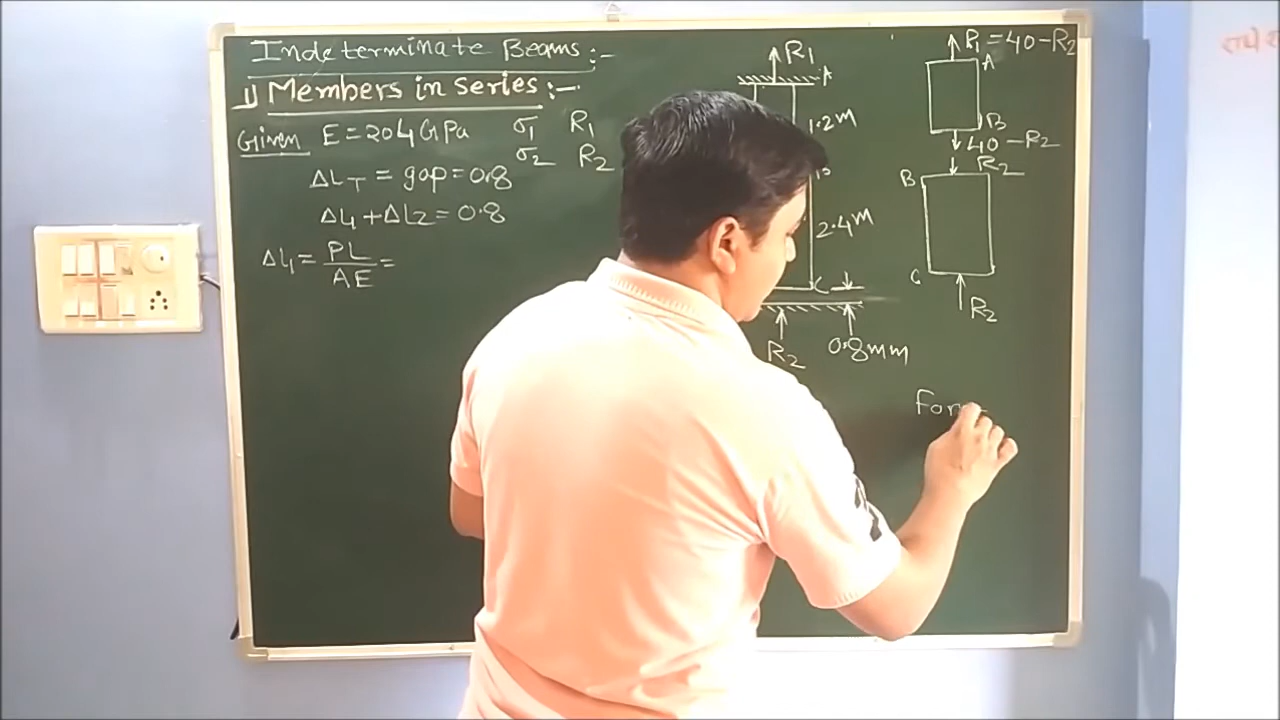 Indeterminate Beams:-
1) Members in series:-
Given E = 204 GPa σ1 R1
σ2 R2
ΔL_T = gap = 0.8
ΔL1 + ΔL2 = 0.8
ΔL1 = PL/AE =
R1
A
1.2m
B
2.4m
C
R2 0.8mm
R1 = 40 - R2
A
B
40 - R2
R2
B
C
R2
For